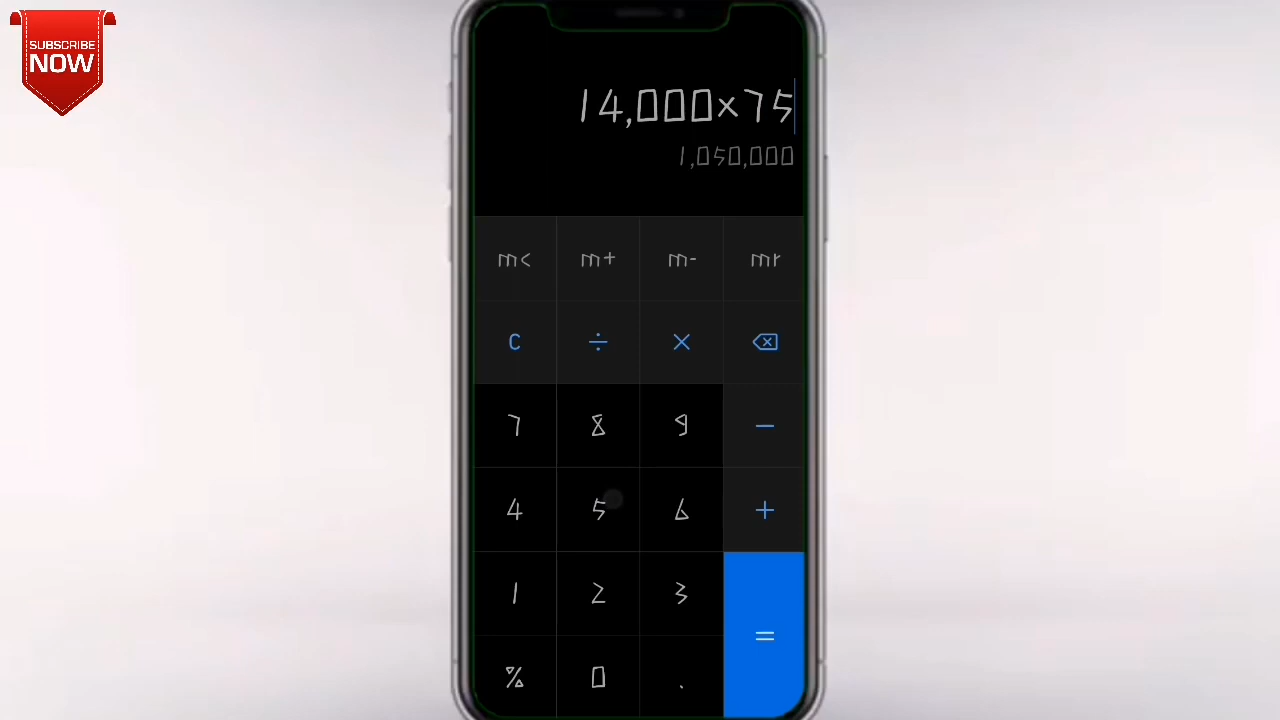 SUBSCRIBE
NOW
14,000×75
1,050,000
m< m+ m- mr
C ÷ ×
7 8 9 −
4 5 6 +
1 2 3
% 0 . =